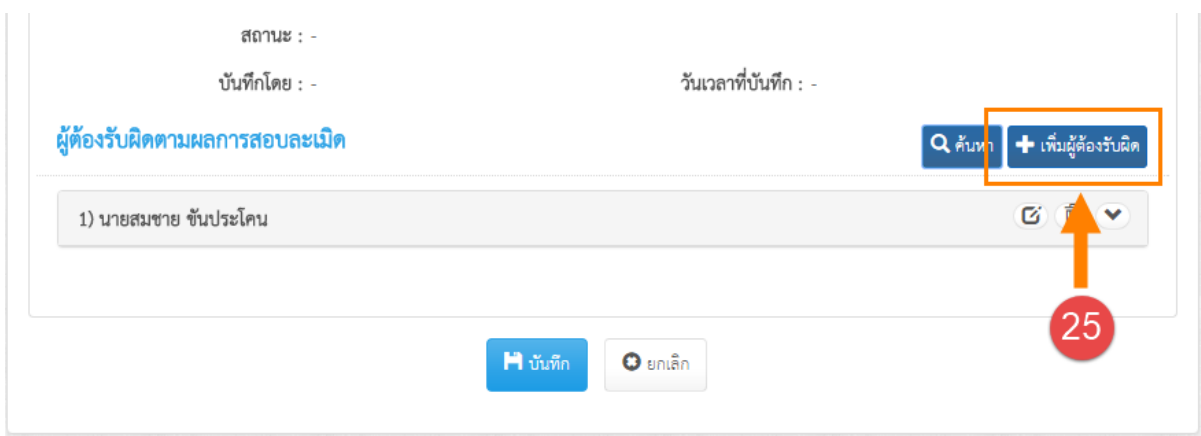 สถานะ : -
บันทึกโดย : - วันเวลาที่บันทึก : -
ผู้ต้องรับผิดตามผลการสอบละเมิด ค้นหา เพิ่มผู้ต้องรับผิด
1) นายสมชาย ขันประโคน
25
บันทึก ยกเลิก